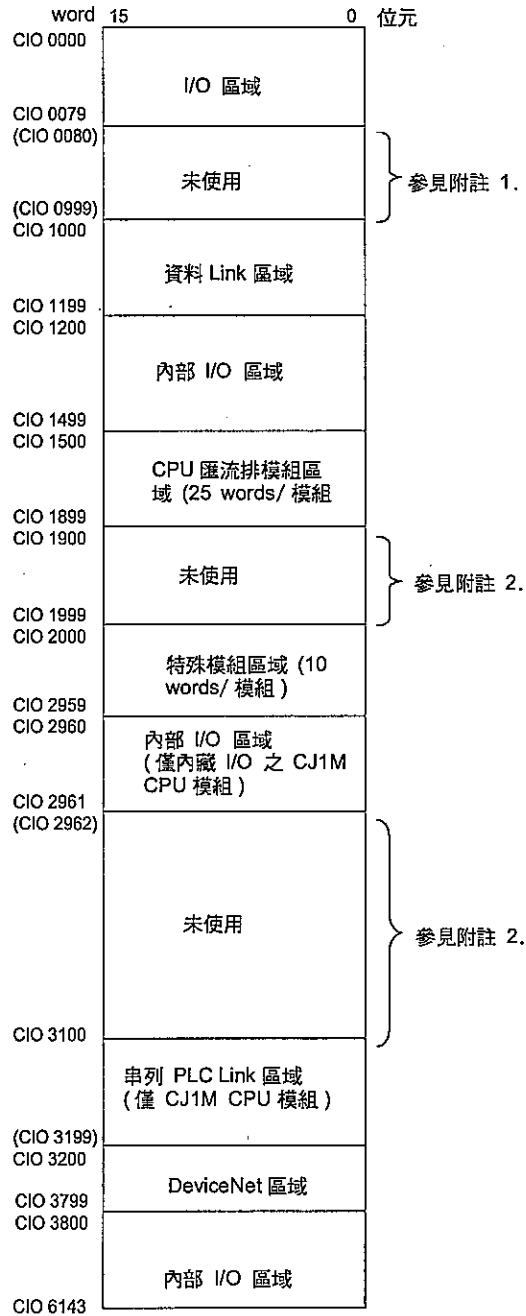 word 15 0 位元
CIO 0000
I/O 區域
CIO 0079
(CIO 0080)
未使用
參見附註 1.
(CIO 0999)
CIO 1000
資料 Link 區域
CIO 1199
CIO 1200
內部 I/O 區域
CIO 1499
CIO 1500
CPU 匯流排模組區
域 (25 words/ 模組
CIO 1899
CIO 1900
未使用
參見附註 2.
CIO 1999
CIO 2000
特殊模組區域 (10
words/ 模組 )
CIO 2959
CIO 2960
內部 I/O 區域
( 僅內藏 I/O 之 CJ1M
CPU 模組 )
CIO 2961
(CIO 2962)
未使用
參見附註 2.
CIO 3100
串列 PLC Link 區域
( 僅 CJ1M CPU 模組 )
(CIO 3199)
CIO 3200
DeviceNet 區域
CIO 3799
CIO 3800
內部 I/O 區域
CIO 6143